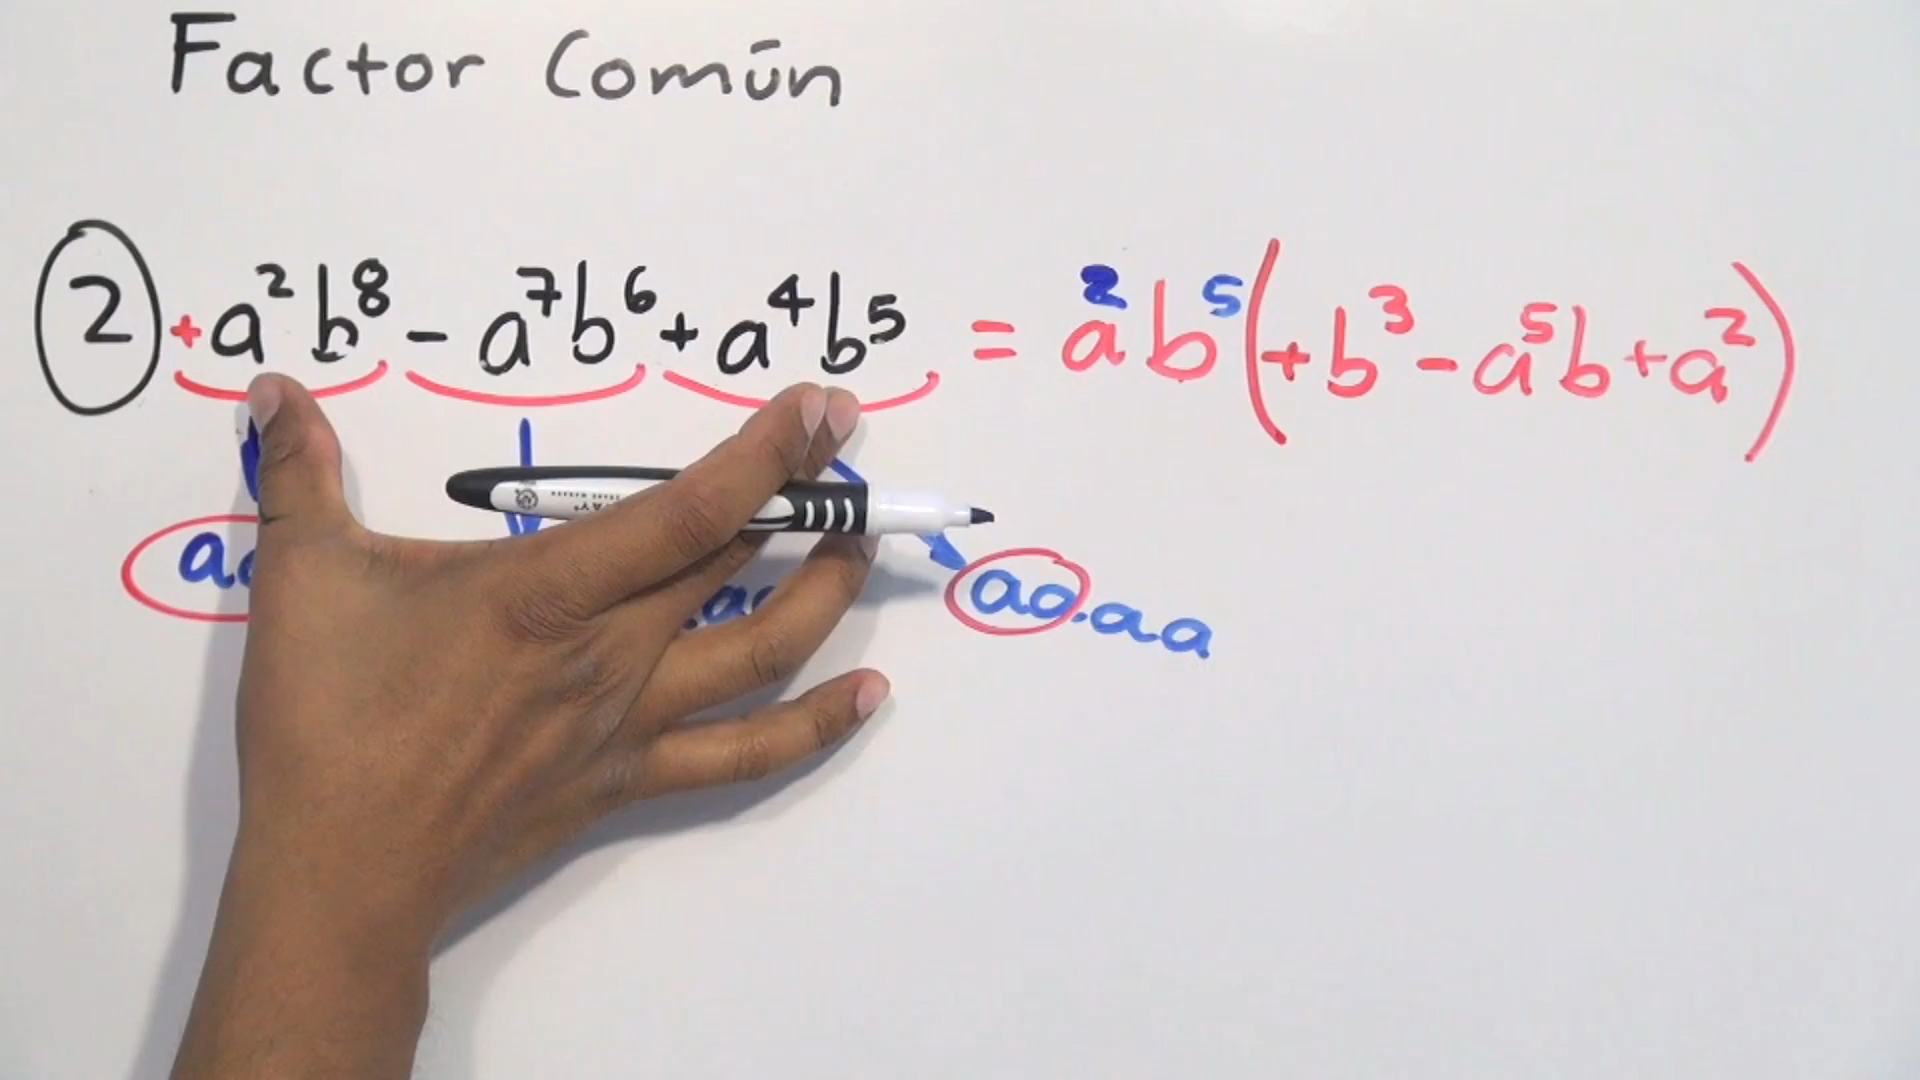 Factor Común
2 +a²b⁸ - a⁷b⁶ + a⁴b⁵ = a²b⁵(+b³ - a⁵b + a²)
aa.aa